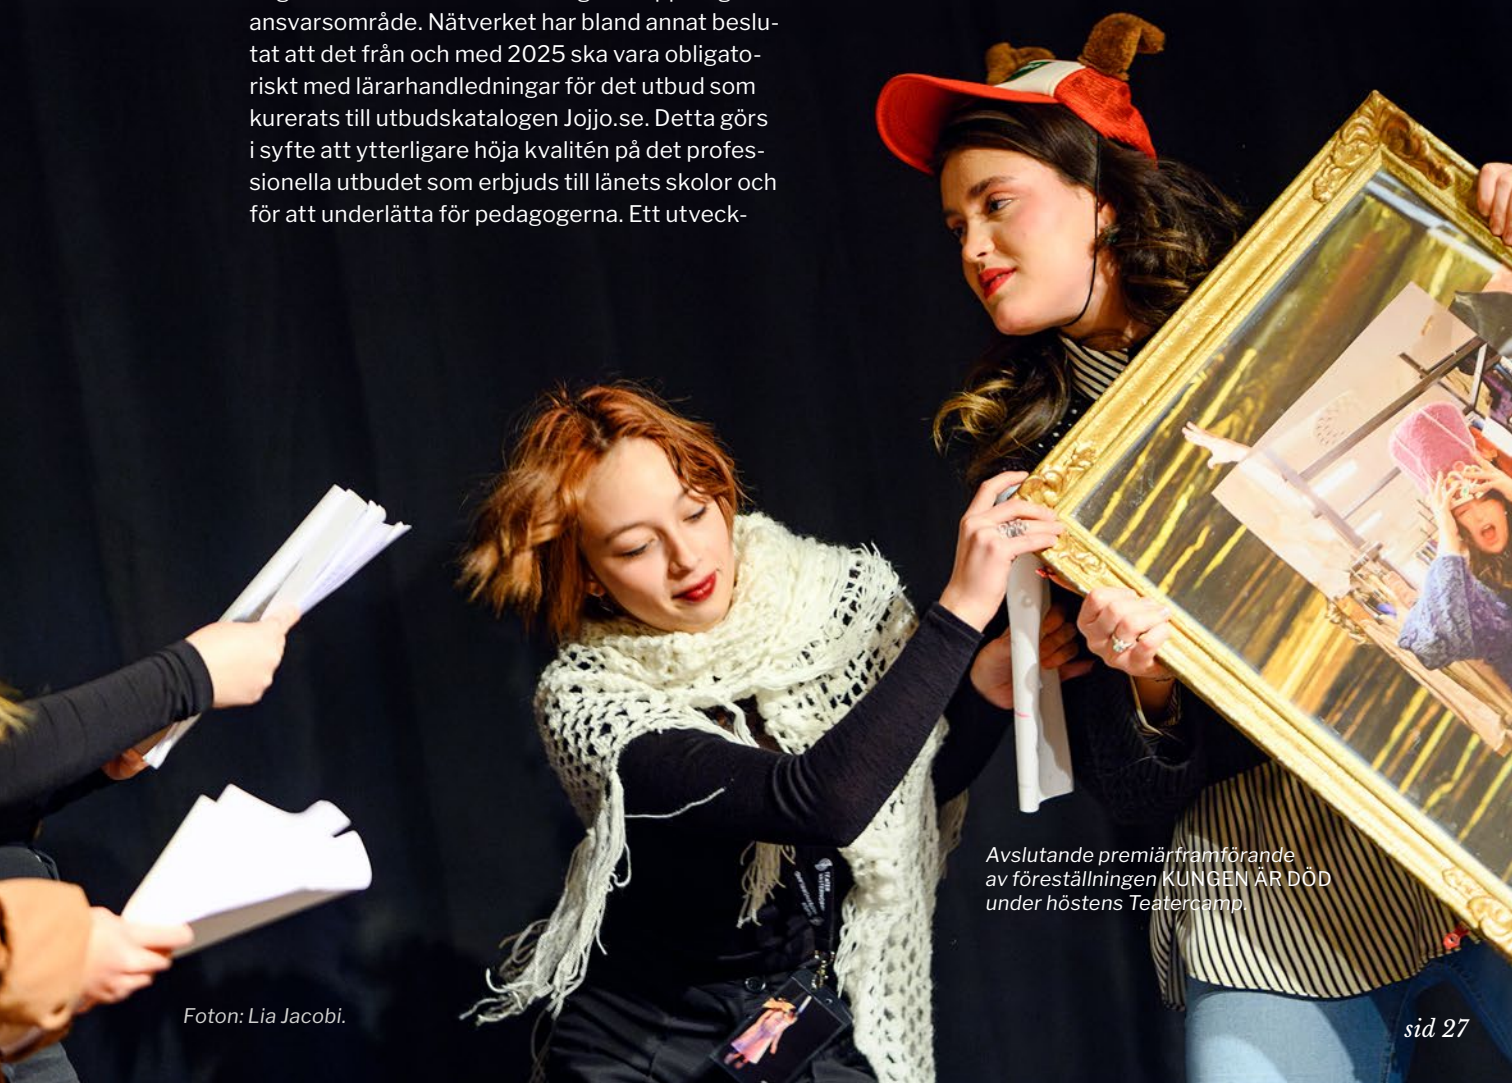 ansvarsområde. Nätverket har bland annat beslu-
tat att det från och med 2025 ska vara obligato-
riskt med lärarhandledningar för det utbud som
kurerats till utbudskatalogen Jojjo.se. Detta görs
i syfte att ytterligare höja kvalitén på det profes-
sionella utbudet som erbjuds till länets skolor och
för att underlätta för pedagogerna. Ett utveck-
Avslutande premiärframförande
av föreställningen KUNGEN ÄR DÖD
under höstens Teatercamp.
Foton: Lia Jacobi.
sid 27